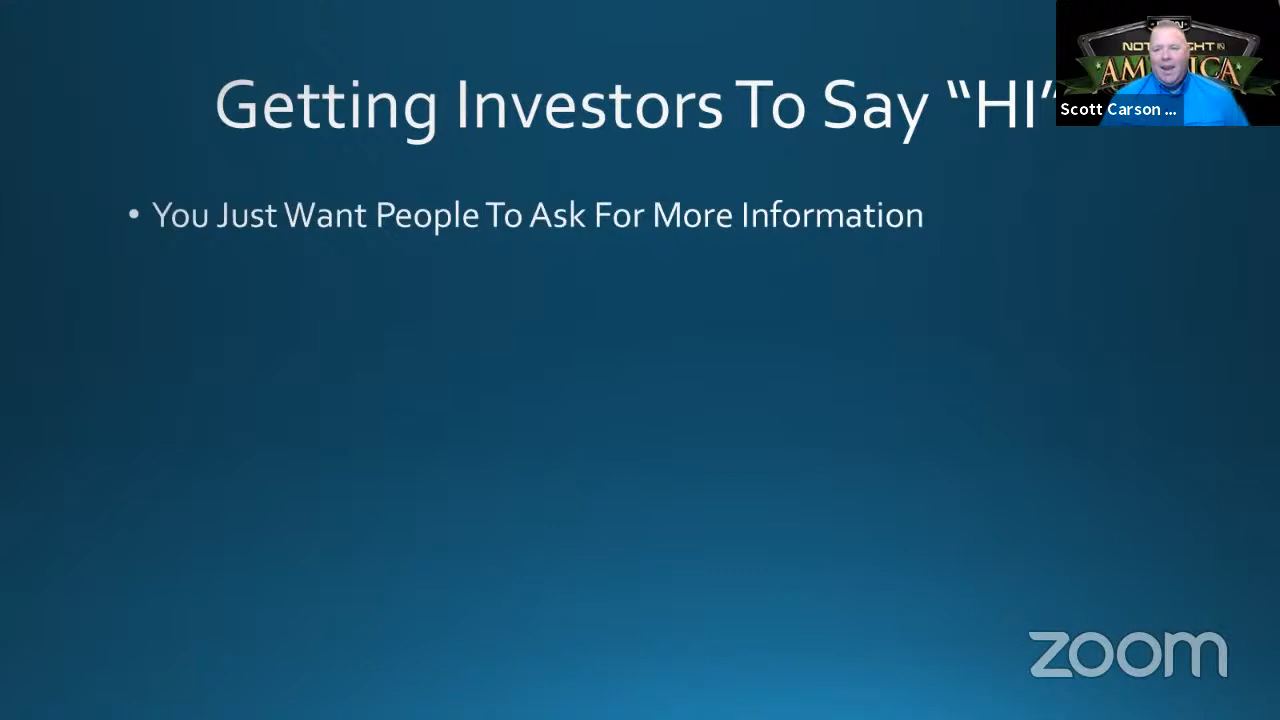 Getting Investors To Say “HI”
• You Just Want People To Ask For More Information
AMERICA
Scott Carson ...
zoom